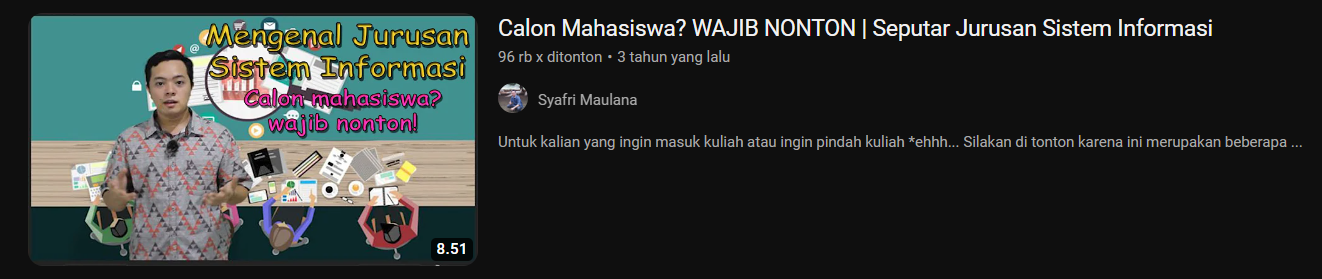 Mengenal Jurusan
Sistem Informasi
Calon mahasiswa?
wajib nonton!
8.51
Calon Mahasiswa? WAJIB NONTON | Seputar Jurusan Sistem Informasi
96 rb x ditonton • 3 tahun yang lalu
Syafri Maulana
Untuk kalian yang ingin masuk kuliah atau ingin pindah kuliah *ehhh... Silakan di tonton karena ini merupakan beberapa ...